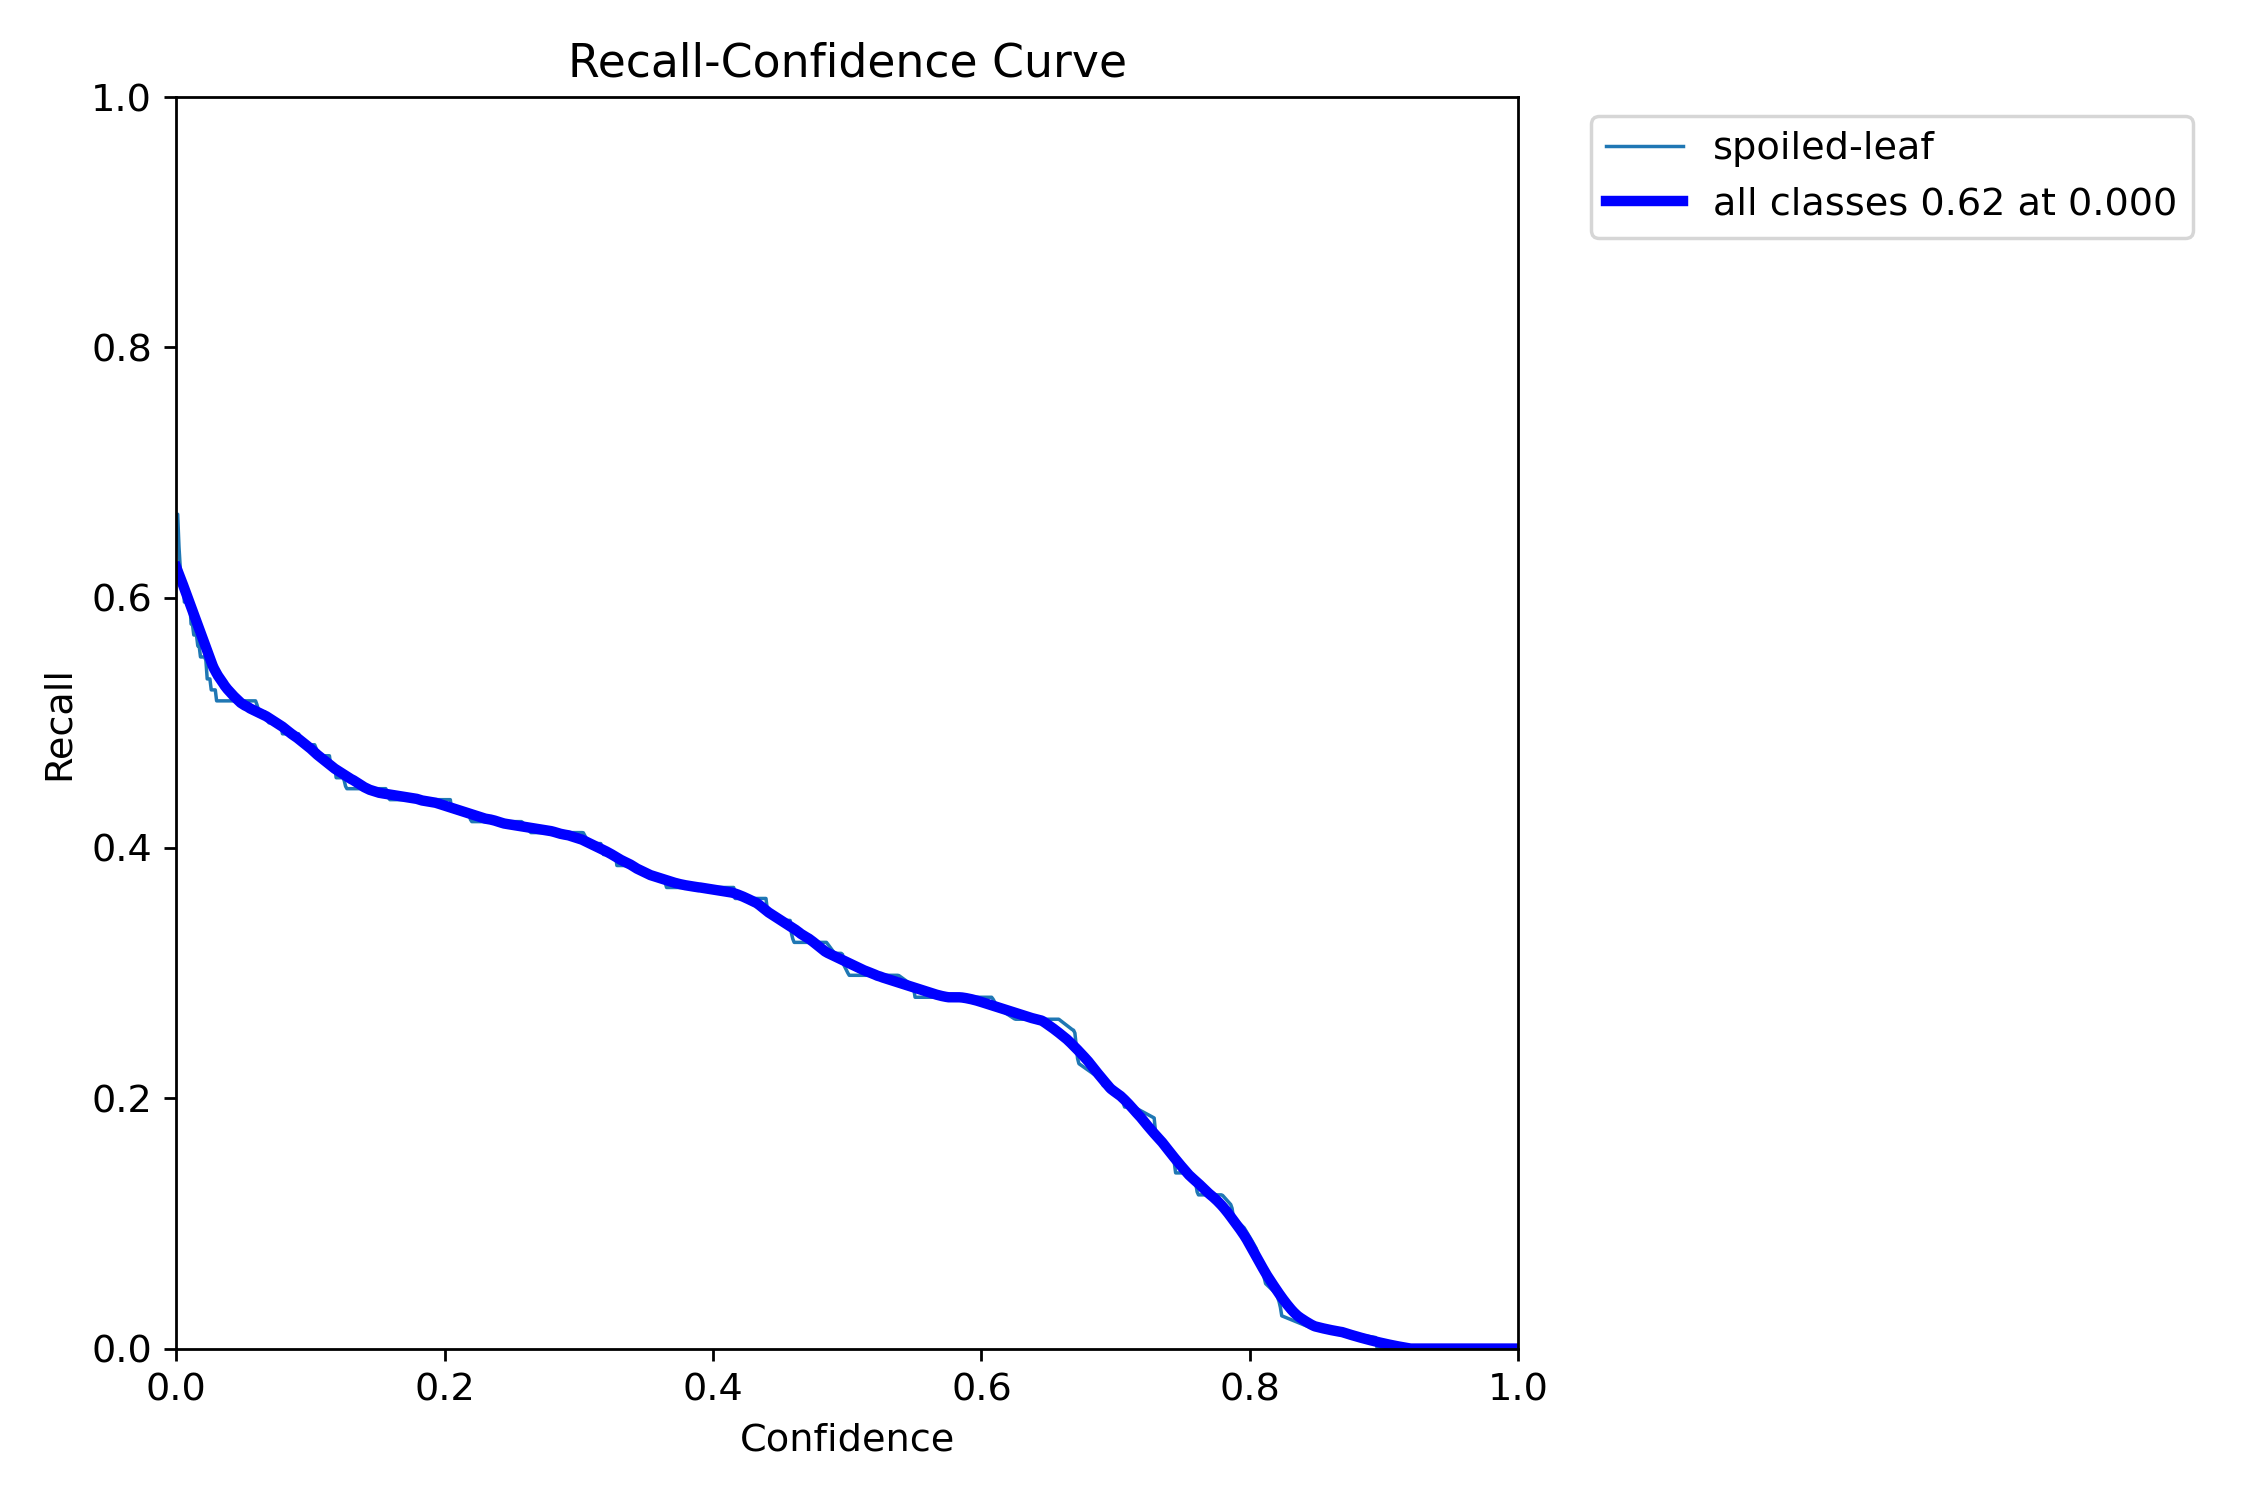 Recall-Confidence Curve
1.0
0.8
0.6
0.4
0.2
0.0
Recall
0.0 0.2 0.4 0.6 0.8 1.0
Confidence
spoiled-leaf
all classes 0.62 at 0.000